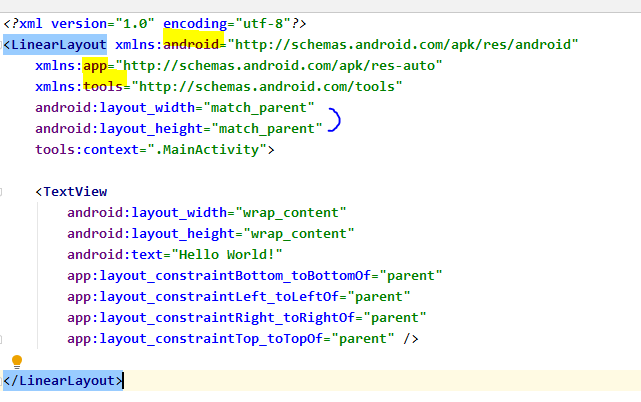 <?xml version="1.0" encoding="utf-8"?>
<LinearLayout xmlns:android="http://schemas.android.com/apk/res/android"
xmlns:app="http://schemas.android.com/apk/res-auto"
xmlns:tools="http://schemas.android.com/tools"
android:layout_width="match_parent"
android:layout_height="match_parent"
tools:context=".MainActivity">
<TextView
android:layout_width="wrap_content"
android:layout_height="wrap_content"
android:text="Hello World!"
app:layout_constraintBottom_toBottomOf="parent"
app:layout_constraintLeft_toLeftOf="parent"
app:layout_constraintRight_toRightOf="parent"
app:layout_constraintTop_toTopOf="parent" />
</LinearLayout>